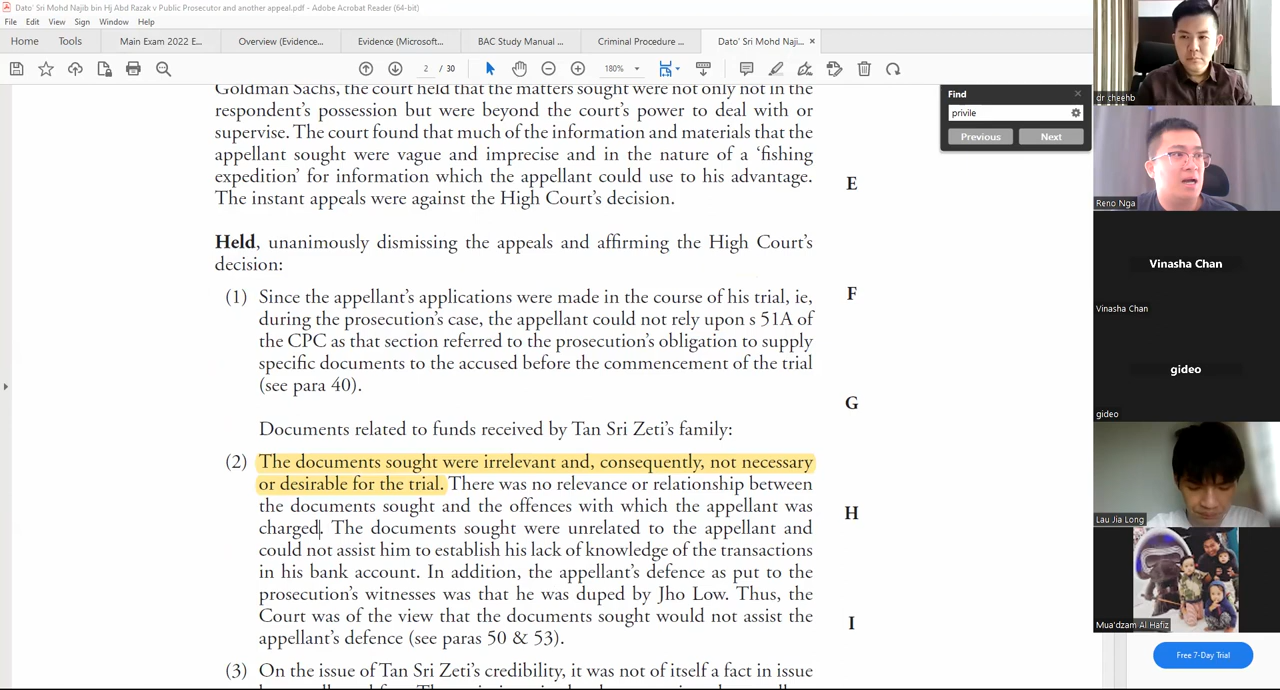 Dato' Sri Mohd Najib bin Hj Abd Razak v Public Prosecutor and another appeal.pdf - Adobe Acrobat Reader (64-bit)
File Edit View Sign Window Help
Home Tools Main Exam 2022 E... Overview (Evidence... Evidence (Microsoft... BAC Study Manual ... Criminal Procedure ... Dato' Sri Mohd Naji... ×
2 / 30 180%
Find
privile
Previous Next
Goldman Sachs, the court held that the matters sought were not only not in the
respondent's possession but were beyond the court's power to deal with or
supervise. The court found that much of the information and materials that the
appellant sought were vague and imprecise and in the nature of a 'fishing
expedition' for information which the appellant could use to his advantage.
The instant appeals were against the High Court's decision.
E
Held, unanimously dismissing the appeals and affirming the High Court's
decision:
(1) Since the appellant's applications were made in the course of his trial, ie,
during the prosecution's case, the appellant could not rely upon s 51A of
the CPC as that section referred to the prosecution's obligation to supply
specific documents to the accused before the commencement of the trial
(see para 40).
F
G
Documents related to funds received by Tan Sri Zeti's family:
(2) The documents sought were irrelevant and, consequently, not necessary
or desirable for the trial. There was no relevance or relationship between
the documents sought and the offences with which the appellant was
charged. The documents sought were unrelated to the appellant and
could not assist him to establish his lack of knowledge of the transactions
in his bank account. In addition, the appellant's defence as put to the
prosecution's witnesses was that he was duped by Jho Low. Thus, the
Court was of the view that the documents sought would not assist the
appellant's defence (see paras 50 & 53).
H
I
(3) On the issue of Tan Sri Zeti's credibility, it was not of itself a fact in issue
dr cheehb
Reno Nga
Vinasha Chan
Vinasha Chan
gideo
gideo
Lau Jia Long
Mua'dzam Al Hafiz
Free 7-Day Trial